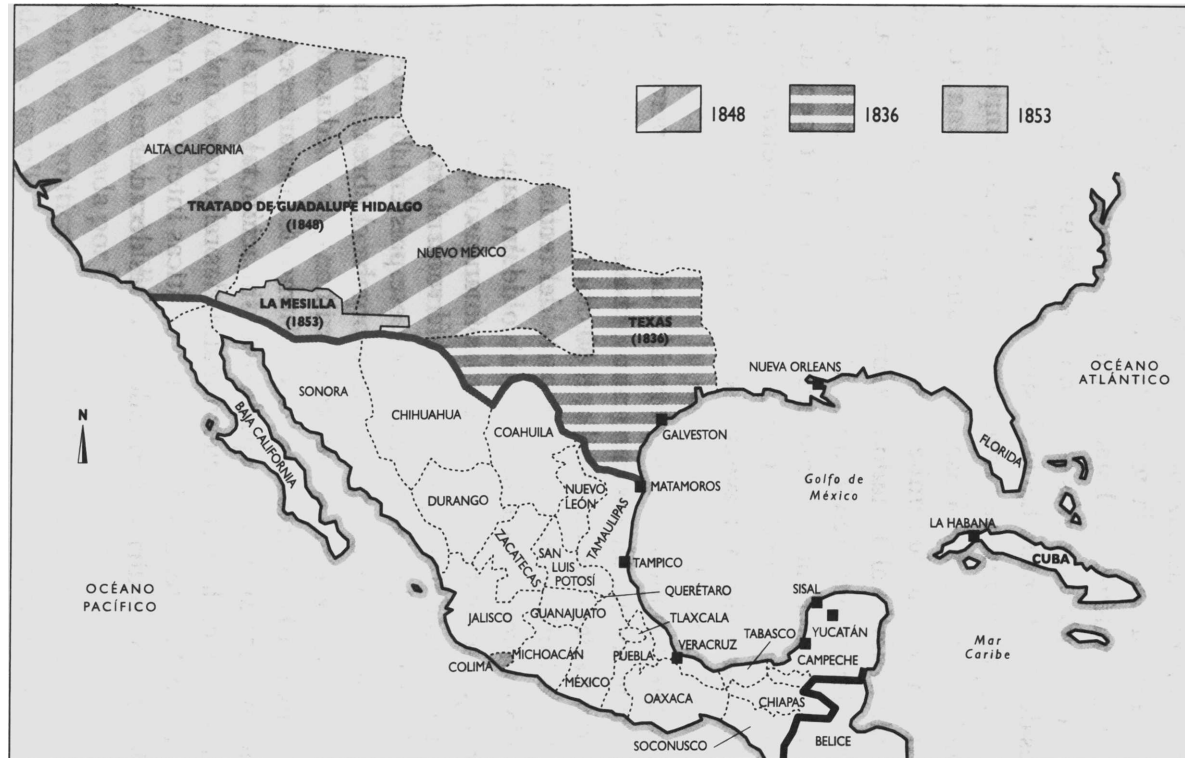 1848
1836
1853
ALTA CALIFORNIA
TRATADO DE GUADALUPE HIDALGO
(1848)
NUEVO MÉXICO
LA MESILLA
(1853)
TEXAS
(1836)
NUEVA ORLEANS
OCÉANO
ATLÁNTICO
SONORA
CHIHUAHUA
COAHUILA
GALVESTON
N
BAJA CALIFORNIA
FLORIDA
DURANGO
NUEVO
LEÓN
MATAMOROS
Golfo de
México
TAMAULIPAS
LA HABANA
ZACATECAS
SAN
LUIS
POTOSÍ
TAMPICO
CUBA
OCÉANO
PACÍFICO
QUERÉTARO
SISAL
JALISCO
GUANAJUATO
TLAXCALA
YUCATÁN
TABASCO
VERACRUZ
Mar
Caribe
COLIMA
MICHOACÁN
PUEBLA
CAMPECHE
MÉXICO
OAXACA
CHIAPAS
SOCONUSCO
BELICE